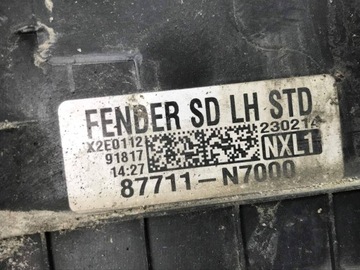 FENDER SD LH STD
X2E0112 230214
91817 NXL1
14:27
87711-N7000